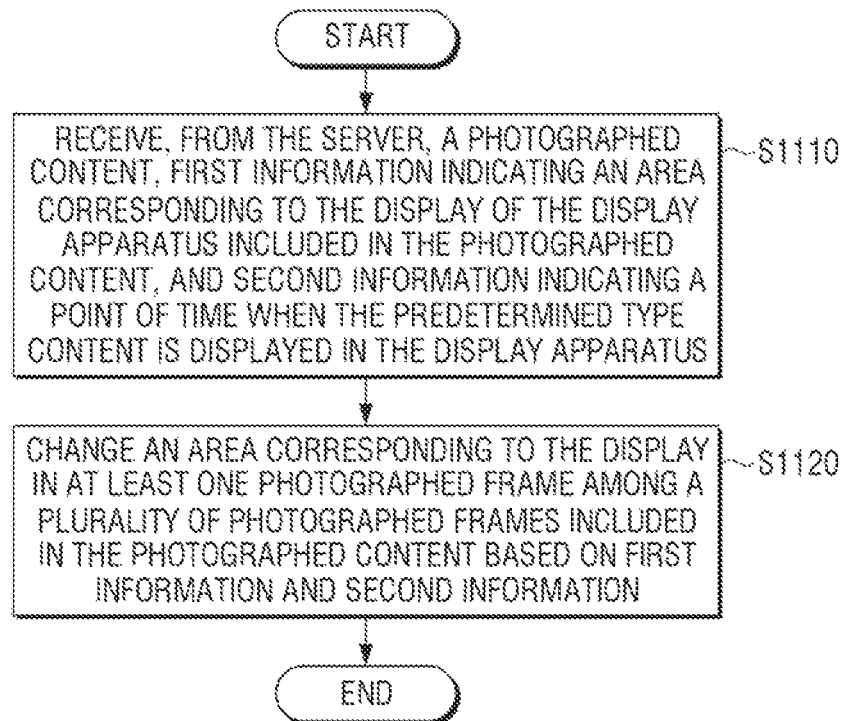 START
RECEIVE, FROM THE SERVER, A PHOTOGRAPHED
CONTENT, FIRST INFORMATION INDICATING AN AREA
CORRESPONDING TO THE DISPLAY OF THE DISPLAY
APPARATUS INCLUDED IN THE PHOTOGRAPHED
CONTENT, AND SECOND INFORMATION INDICATING A
POINT OF TIME WHEN THE PREDETERMINED TYPE
CONTENT IS DISPLAYED IN THE DISPLAY APPARATUS
S1110
CHANGE AN AREA CORRESPONDING TO THE DISPLAY
IN AT LEAST ONE PHOTOGRAPHED FRAME AMONG A
PLURALITY OF PHOTOGRAPHED FRAMES INCLUDED
IN THE PHOTOGRAPHED CONTENT BASED ON FIRST
INFORMATION AND SECOND INFORMATION
S1120
END